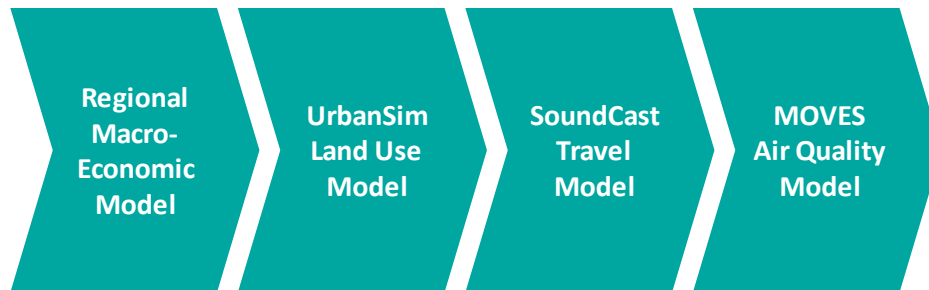 Regional
Macro-
Economic
Model
UrbanSim
Land Use
Model
SoundCast
Travel
Model
MOVES
Air Quality
Model